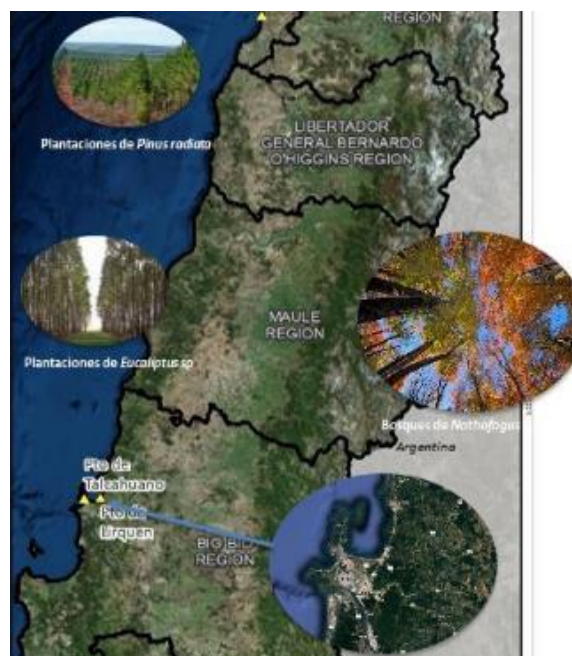 REGION
Plantaciones de Pinus radiata
LIBERTADOR
GENERAL BERNARDO
O'HIGGINS REGION
MAULE
REGION
Plantaciones de Eucaliptus sp
Bosques de Nothofagus
Argentina
Pto de
Talcahuano
Pto de
Lirquen
BIO BIO
REGION